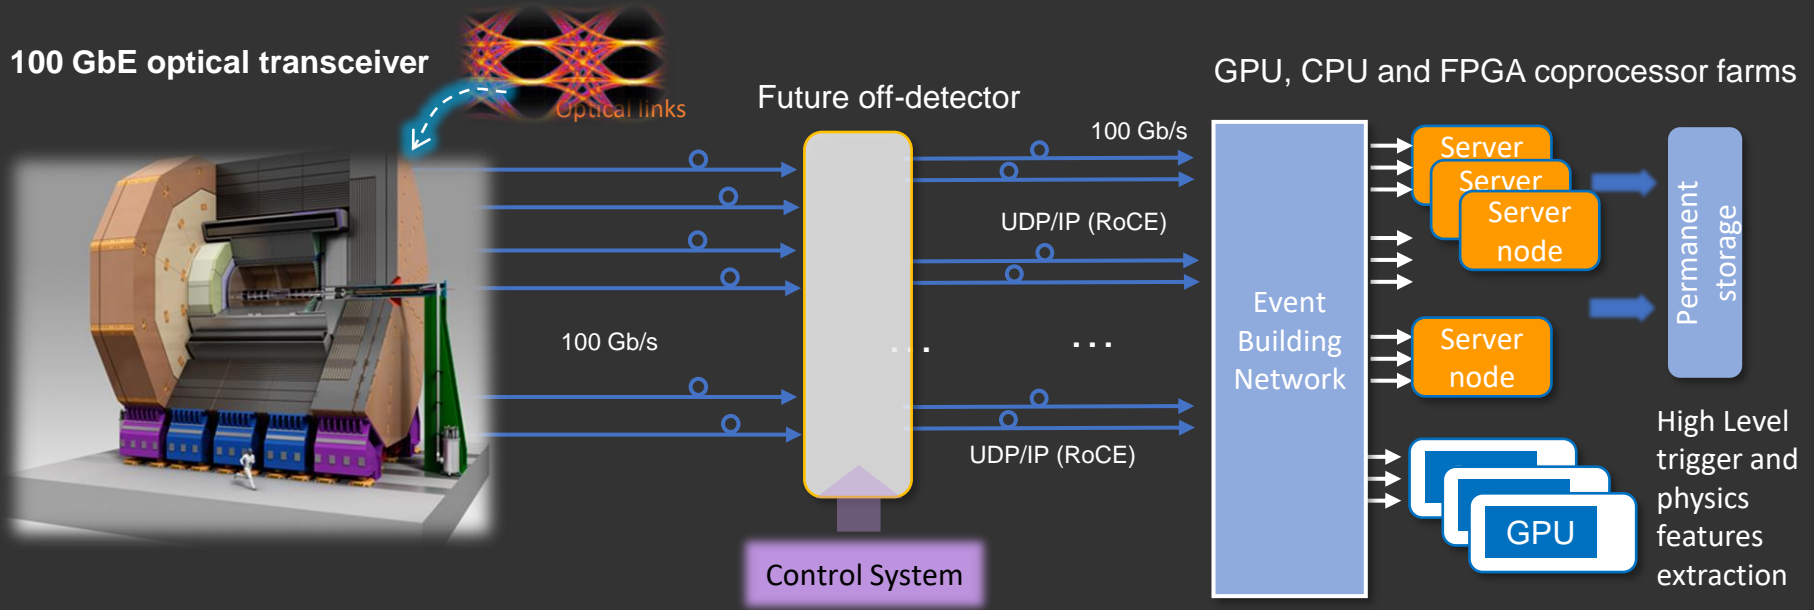 100 GbE optical transceiver
Optical links
Future off-detector
GPU, CPU and FPGA coprocessor farms
100 Gb/s
UDP/IP (RoCE)
100 Gb/s
. . .
. . .
UDP/IP (RoCE)
Control System
Event
Building
Network
Server
Server
Server
node
Server
node
GPU
Permanent
storage
High Level
trigger and
physics
features
extraction